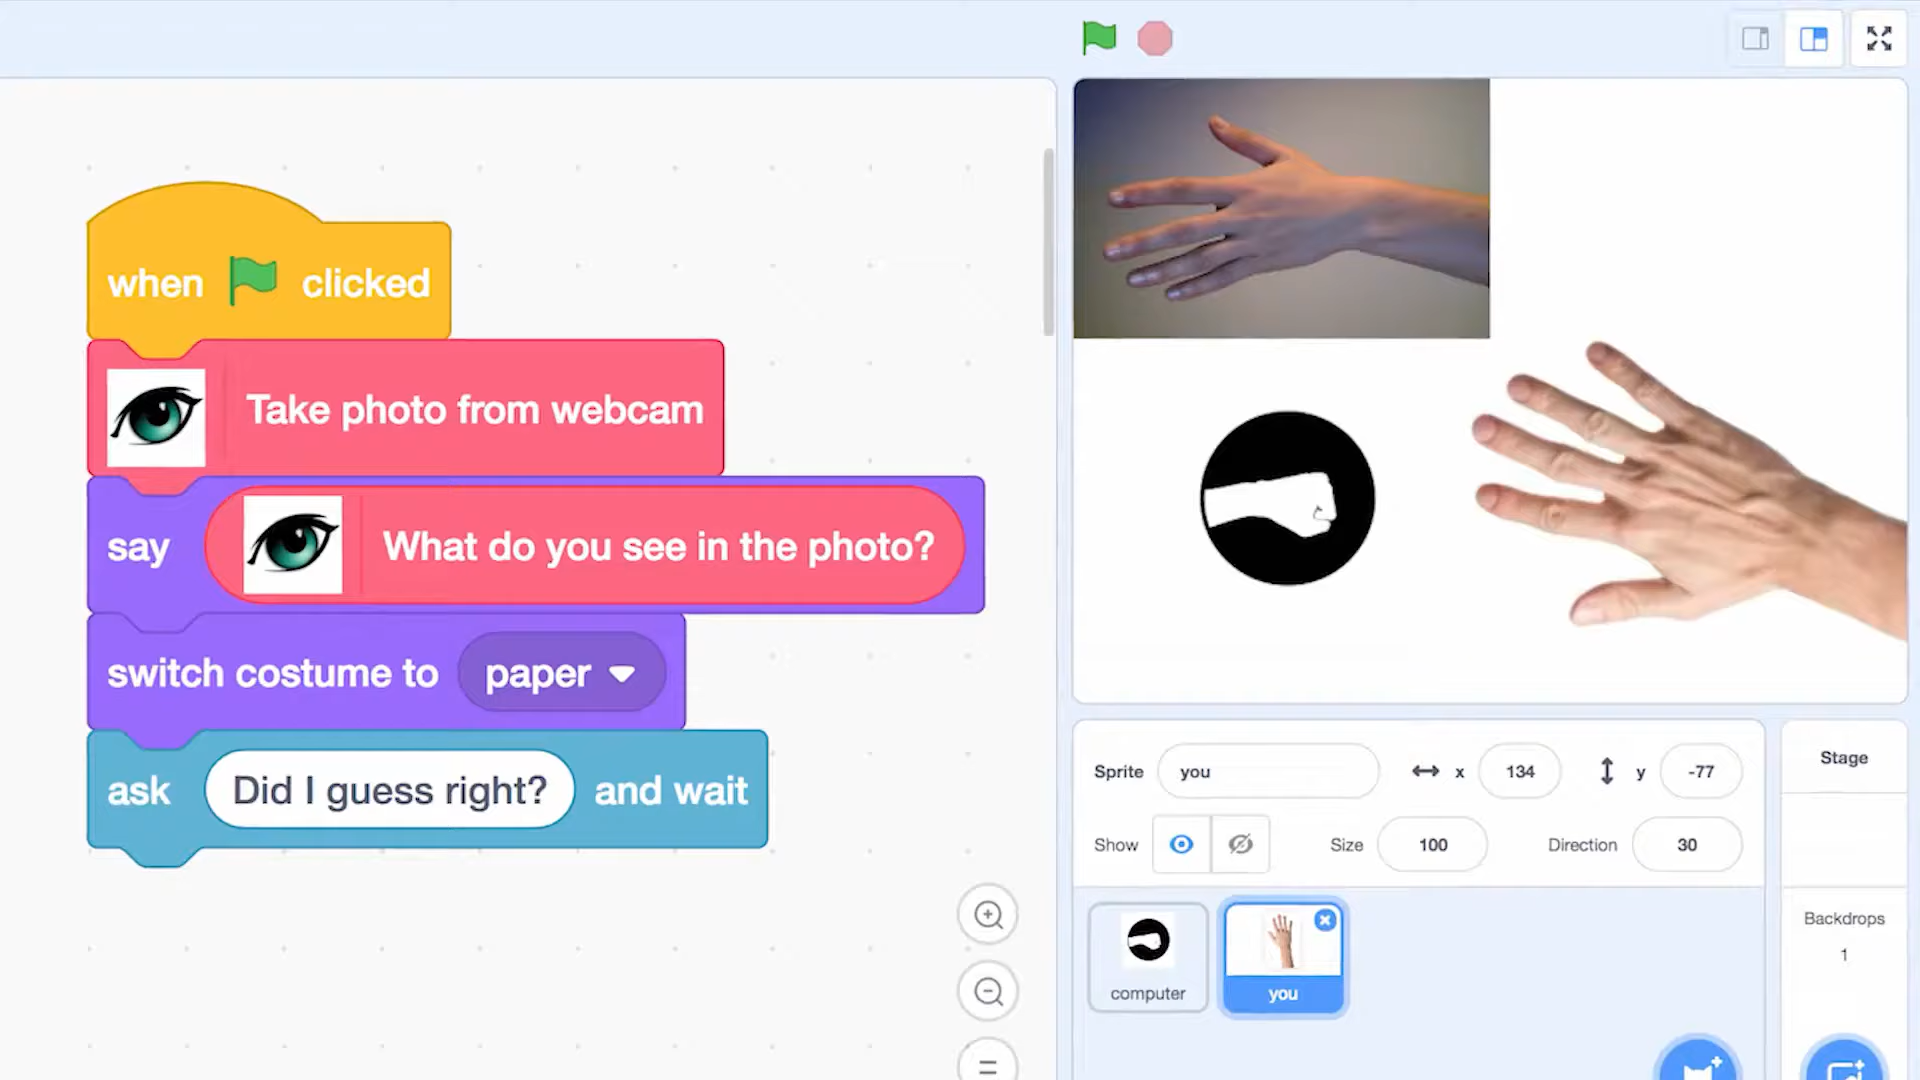 when clicked
Take photo from webcam
say What do you see in the photo?
switch costume to paper
ask Did I guess right? and wait
Sprite you x 134 y -77
Show Size 100 Direction 30
computer
you
Stage
Backdrops
1